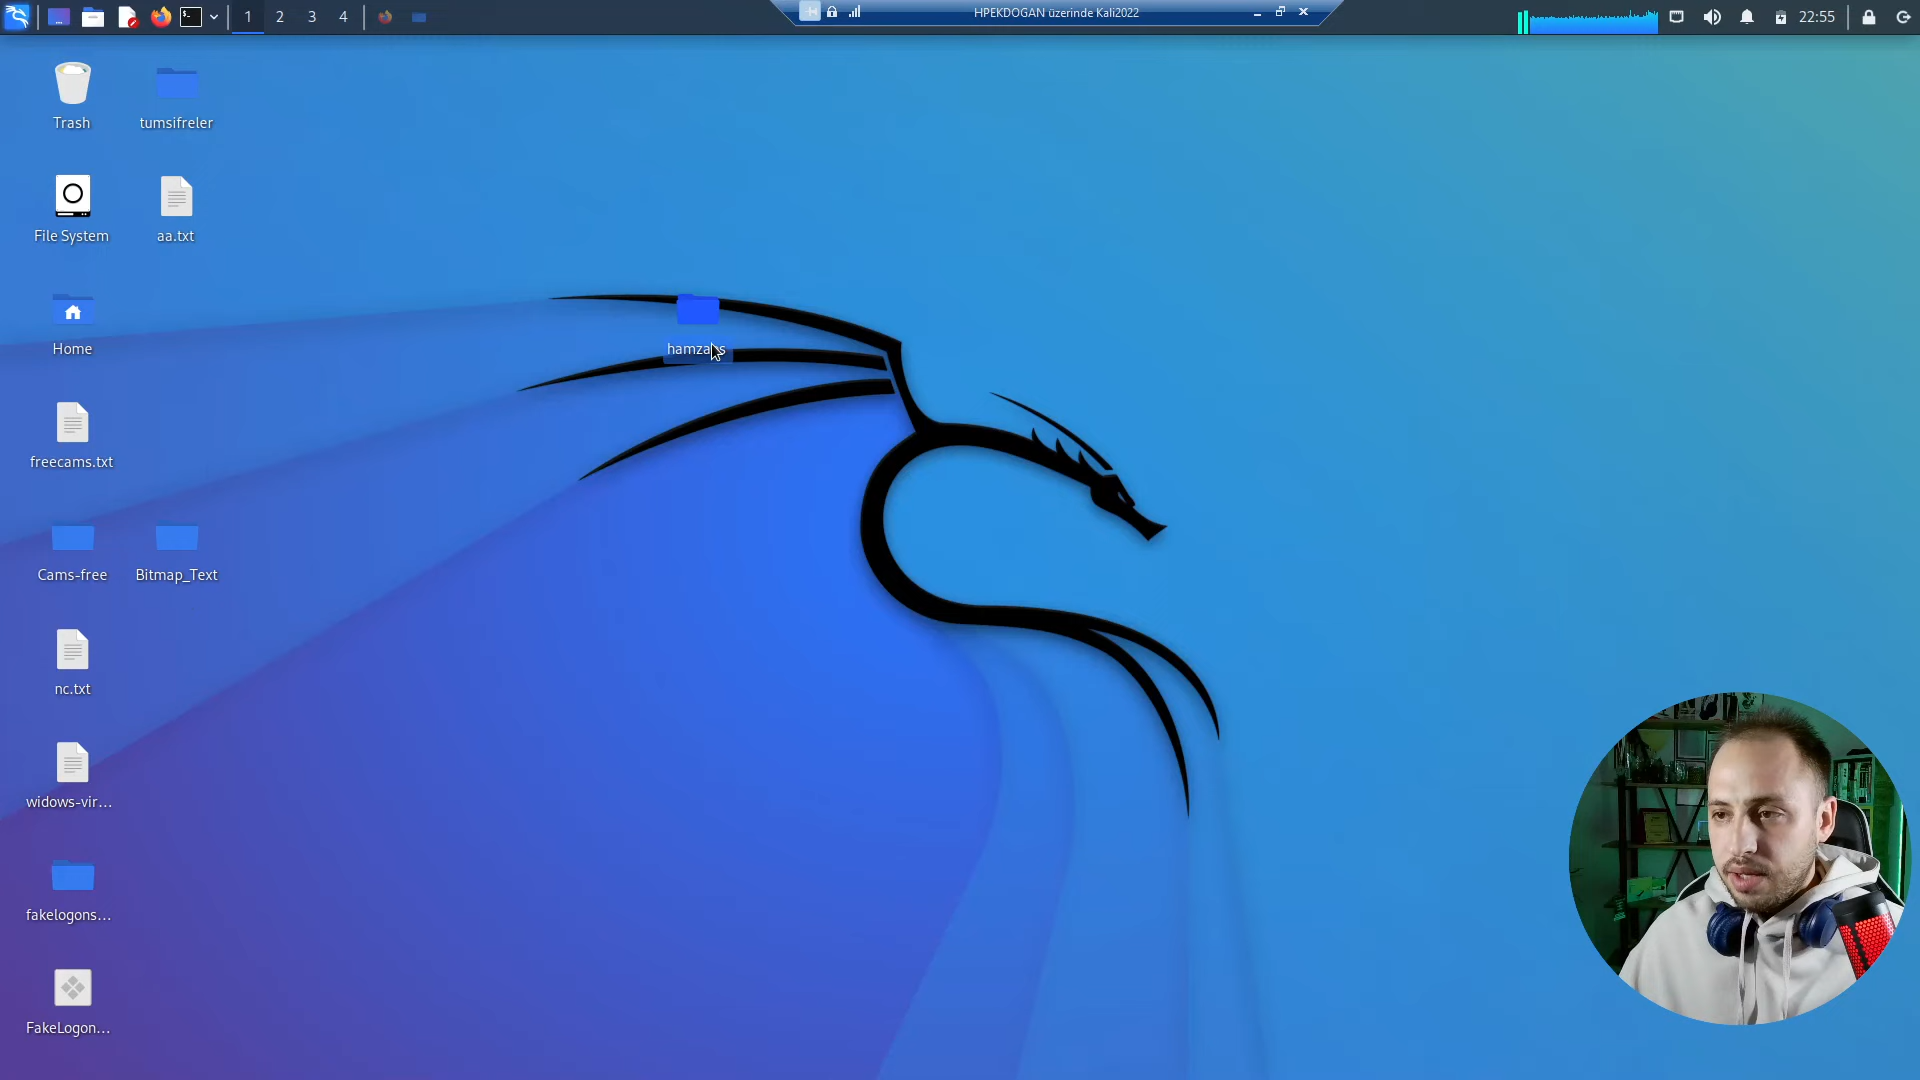 1 2 3 4
HPEKDOGAN üzerinde Kali2022
22:55
Trash
tumsifreler
File System
aa.txt
Home
freecams.txt
Cams-free
Bitmap_Text
nc.txt
widows-vir...
fakelogons...
FakeLogon...